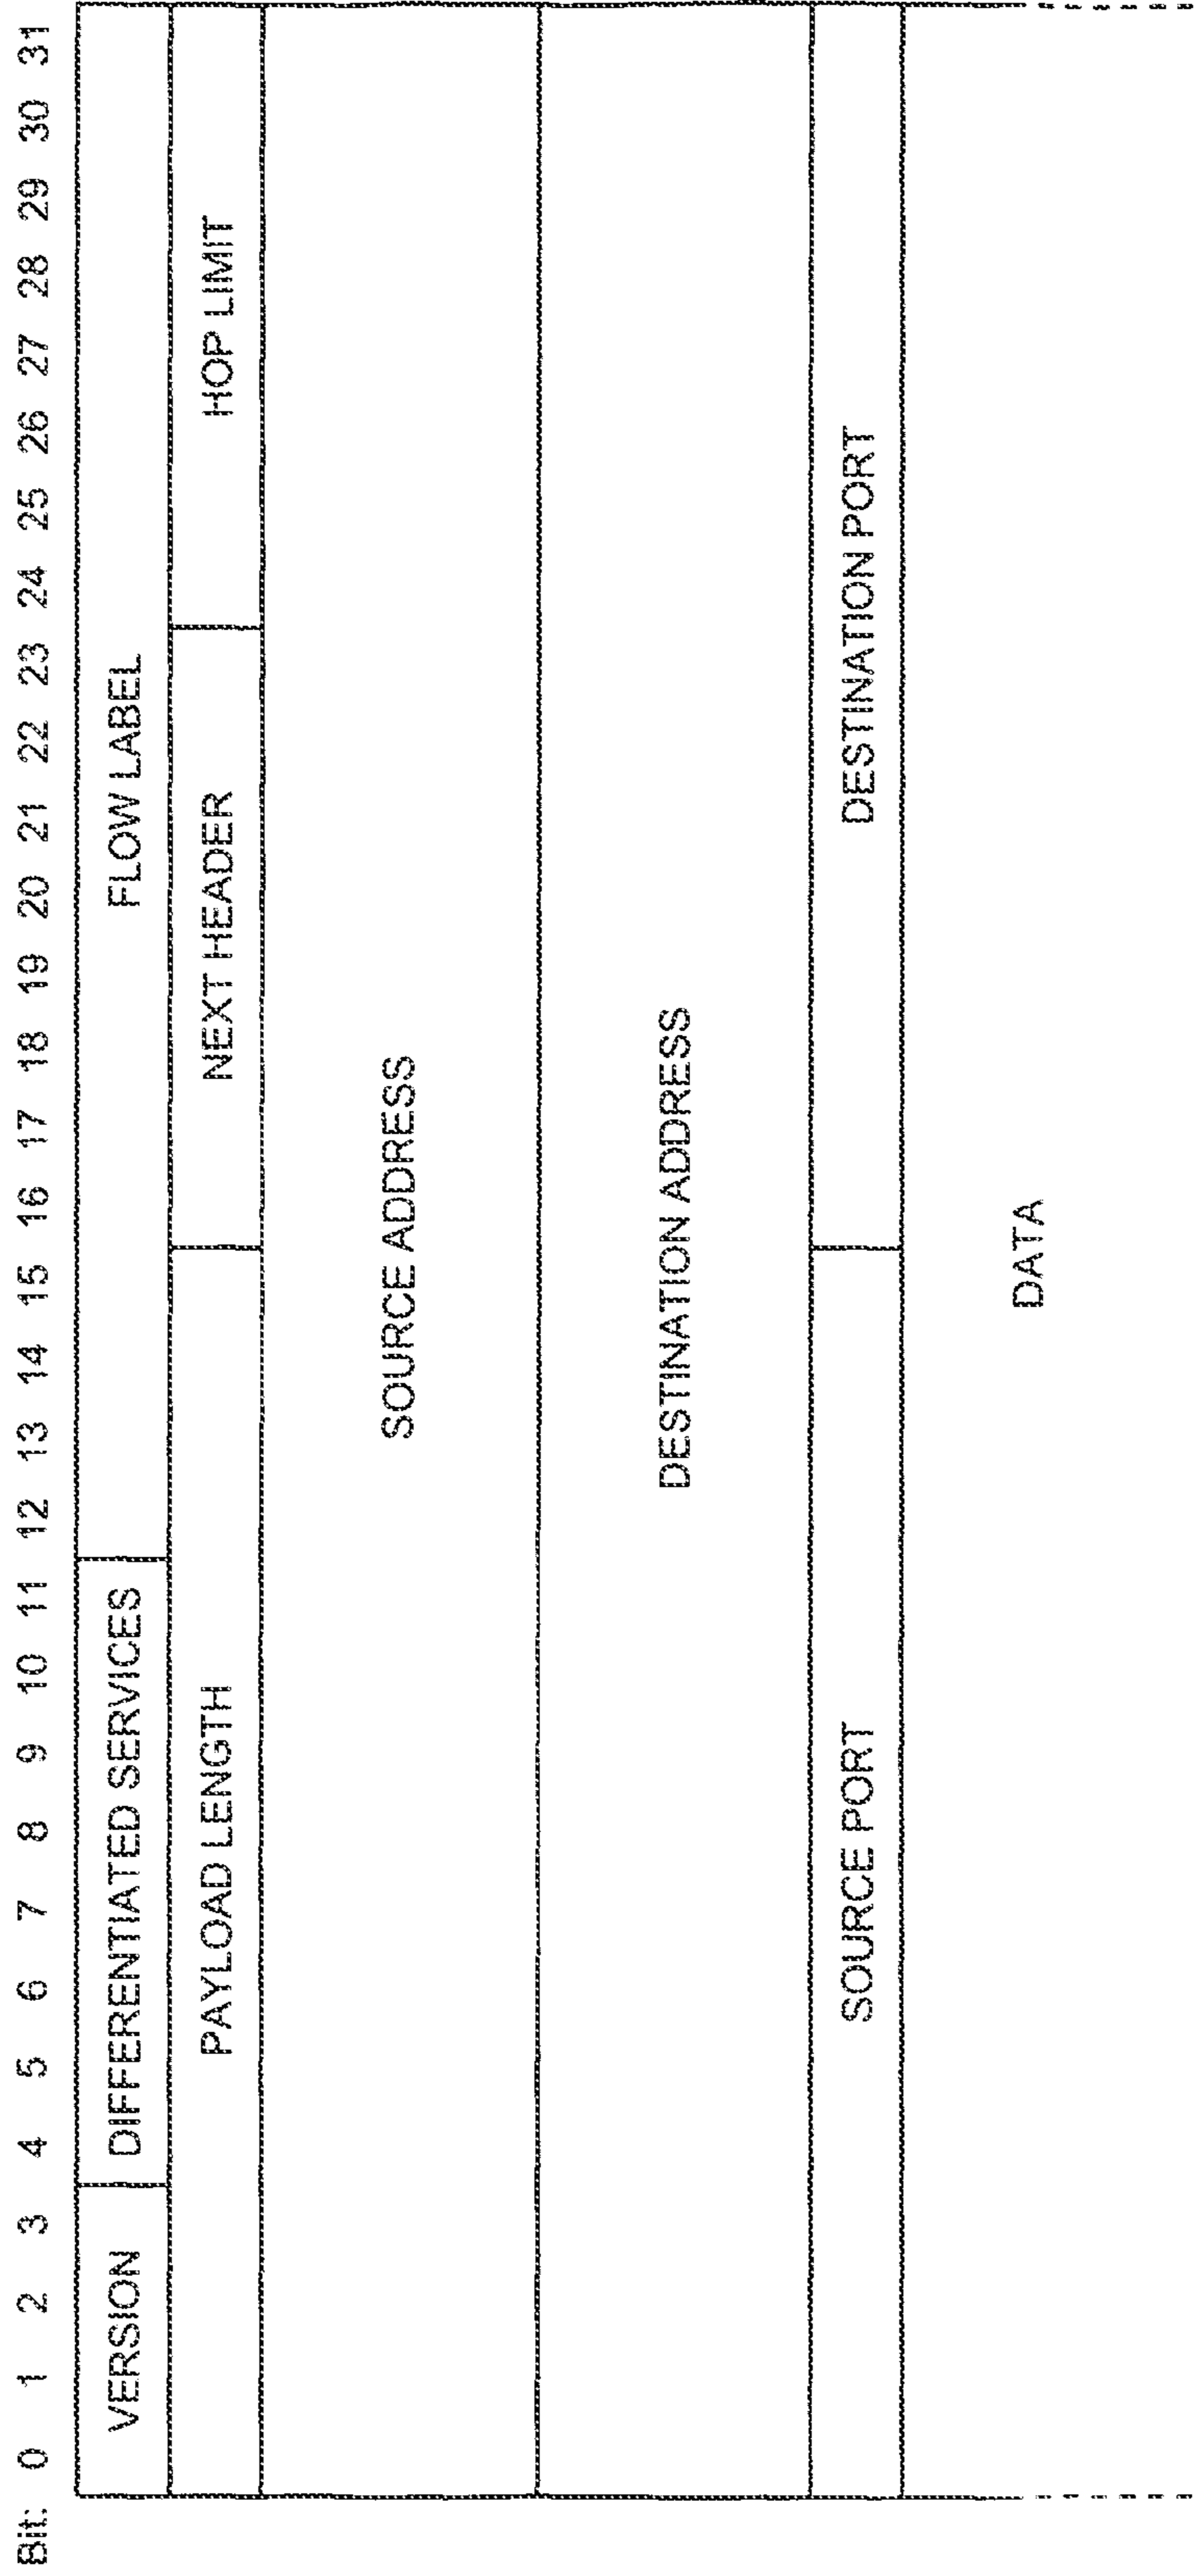 Bit: 0 1 2 3 4 5 6 7 8 9 10 11 12 13 14 15 16 17 18 19 20 21 22 23 24 25 26 27 28 29 30 31
VERSION DIFFERENTIATED SERVICES FLOW LABEL
PAYLOAD LENGTH NEXT HEADER HOP LIMIT
SOURCE ADDRESS
DESTINATION ADDRESS
SOURCE PORT DESTINATION PORT
DATA